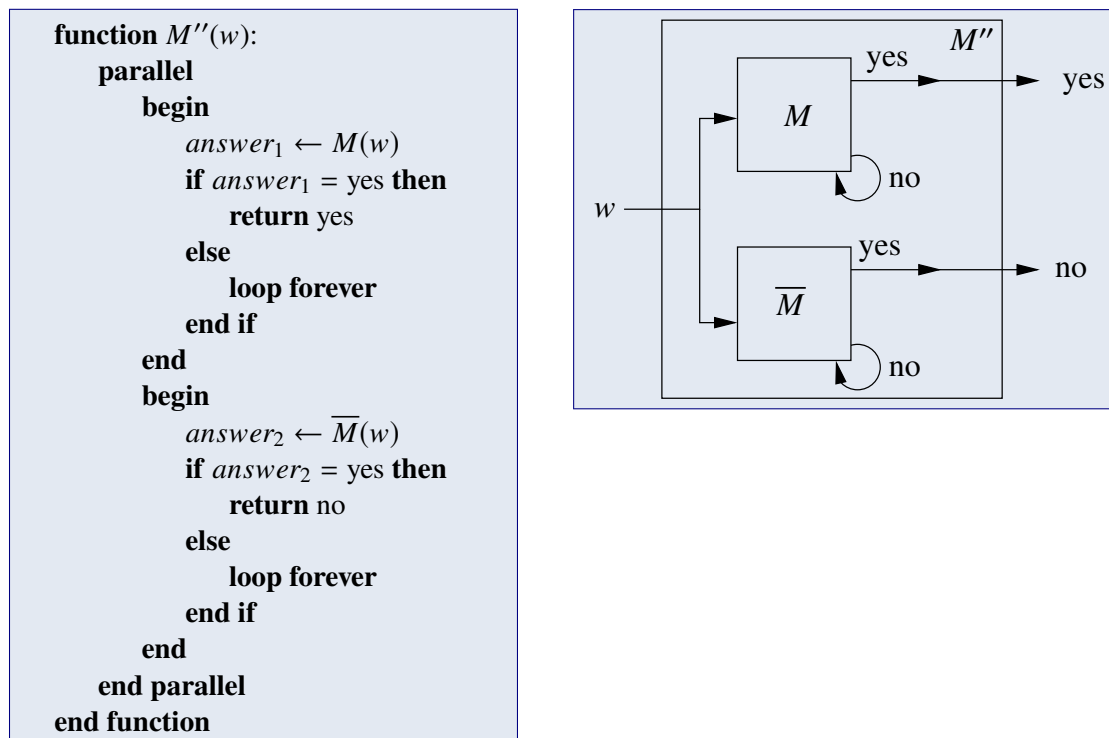 function M′′(w):
parallel
begin
answer₁ ← M(w)
if answer₁ = yes then
return yes
else
loop forever
end if
end
begin
answer₂ ← M̅(w)
if answer₂ = yes then
return no
else
loop forever
end if
end
end parallel
end function
M′′
yes
yes
M
no
w
yes
no
M̅
no